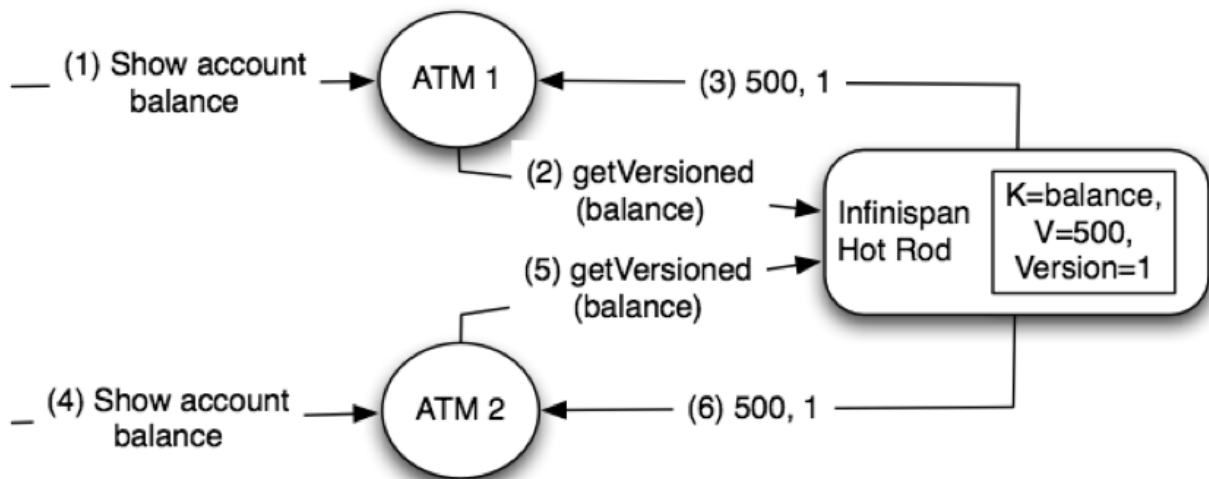 (1) Show account
balance
ATM 1
(3) 500, 1
(2) getVersioned
(balance)
Infinispan
Hot Rod
K=balance,
V=500,
Version=1
(5) getVersioned
(balance)
(4) Show account
balance
ATM 2
(6) 500, 1